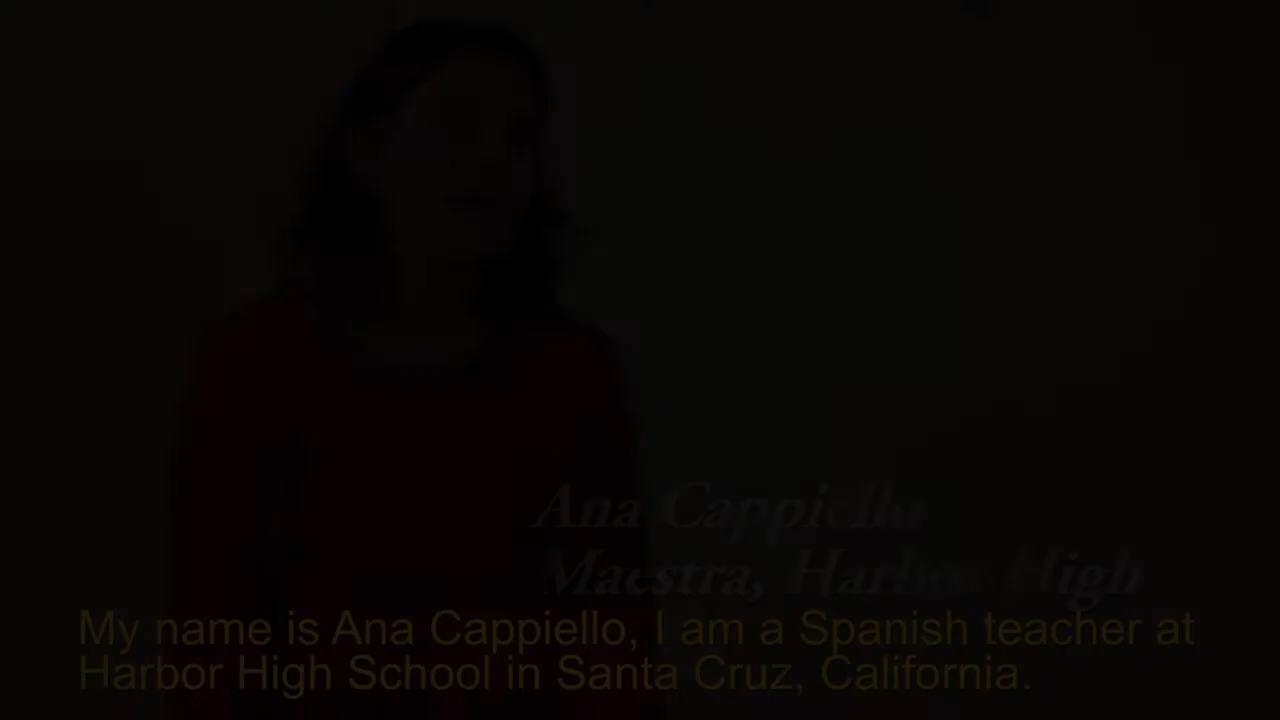 Ana Cappiello
Maestra, Harbor High
My name is Ana Cappiello, I am a Spanish teacher at
Harbor High School in Santa Cruz, California.